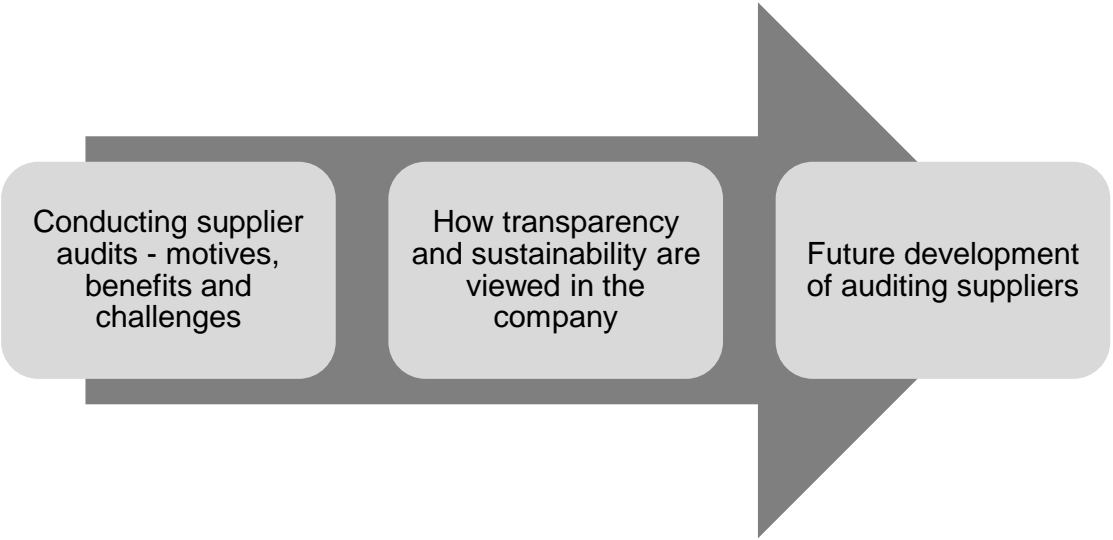 Conducting supplier
audits - motives,
benefits and
challenges
How transparency
and sustainability are
viewed in the
company
Future development
of auditing suppliers